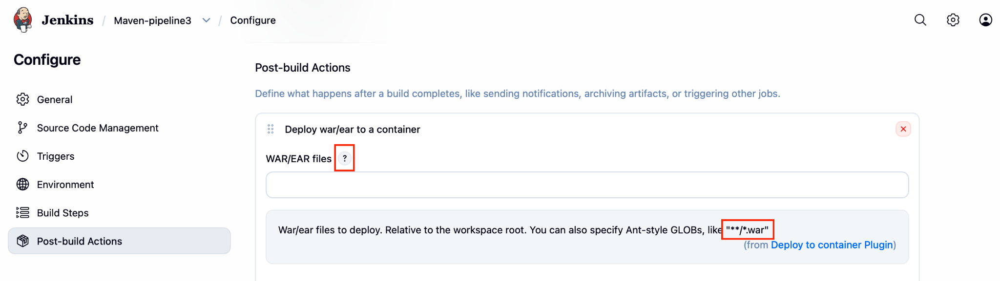 Jenkins / Maven-pipeline3 / Configure
Configure
General
Source Code Management
Triggers
Environment
Build Steps
Post-build Actions
Post-build Actions
Define what happens after a build completes, like sending notifications, archiving artifacts, or triggering other jobs.
Deploy war/ear to a container
WAR/EAR files ?
War/ear files to deploy. Relative to the workspace root. You can also specify Ant-style GLOBs, like "**/*.war"
(from Deploy to container Plugin)